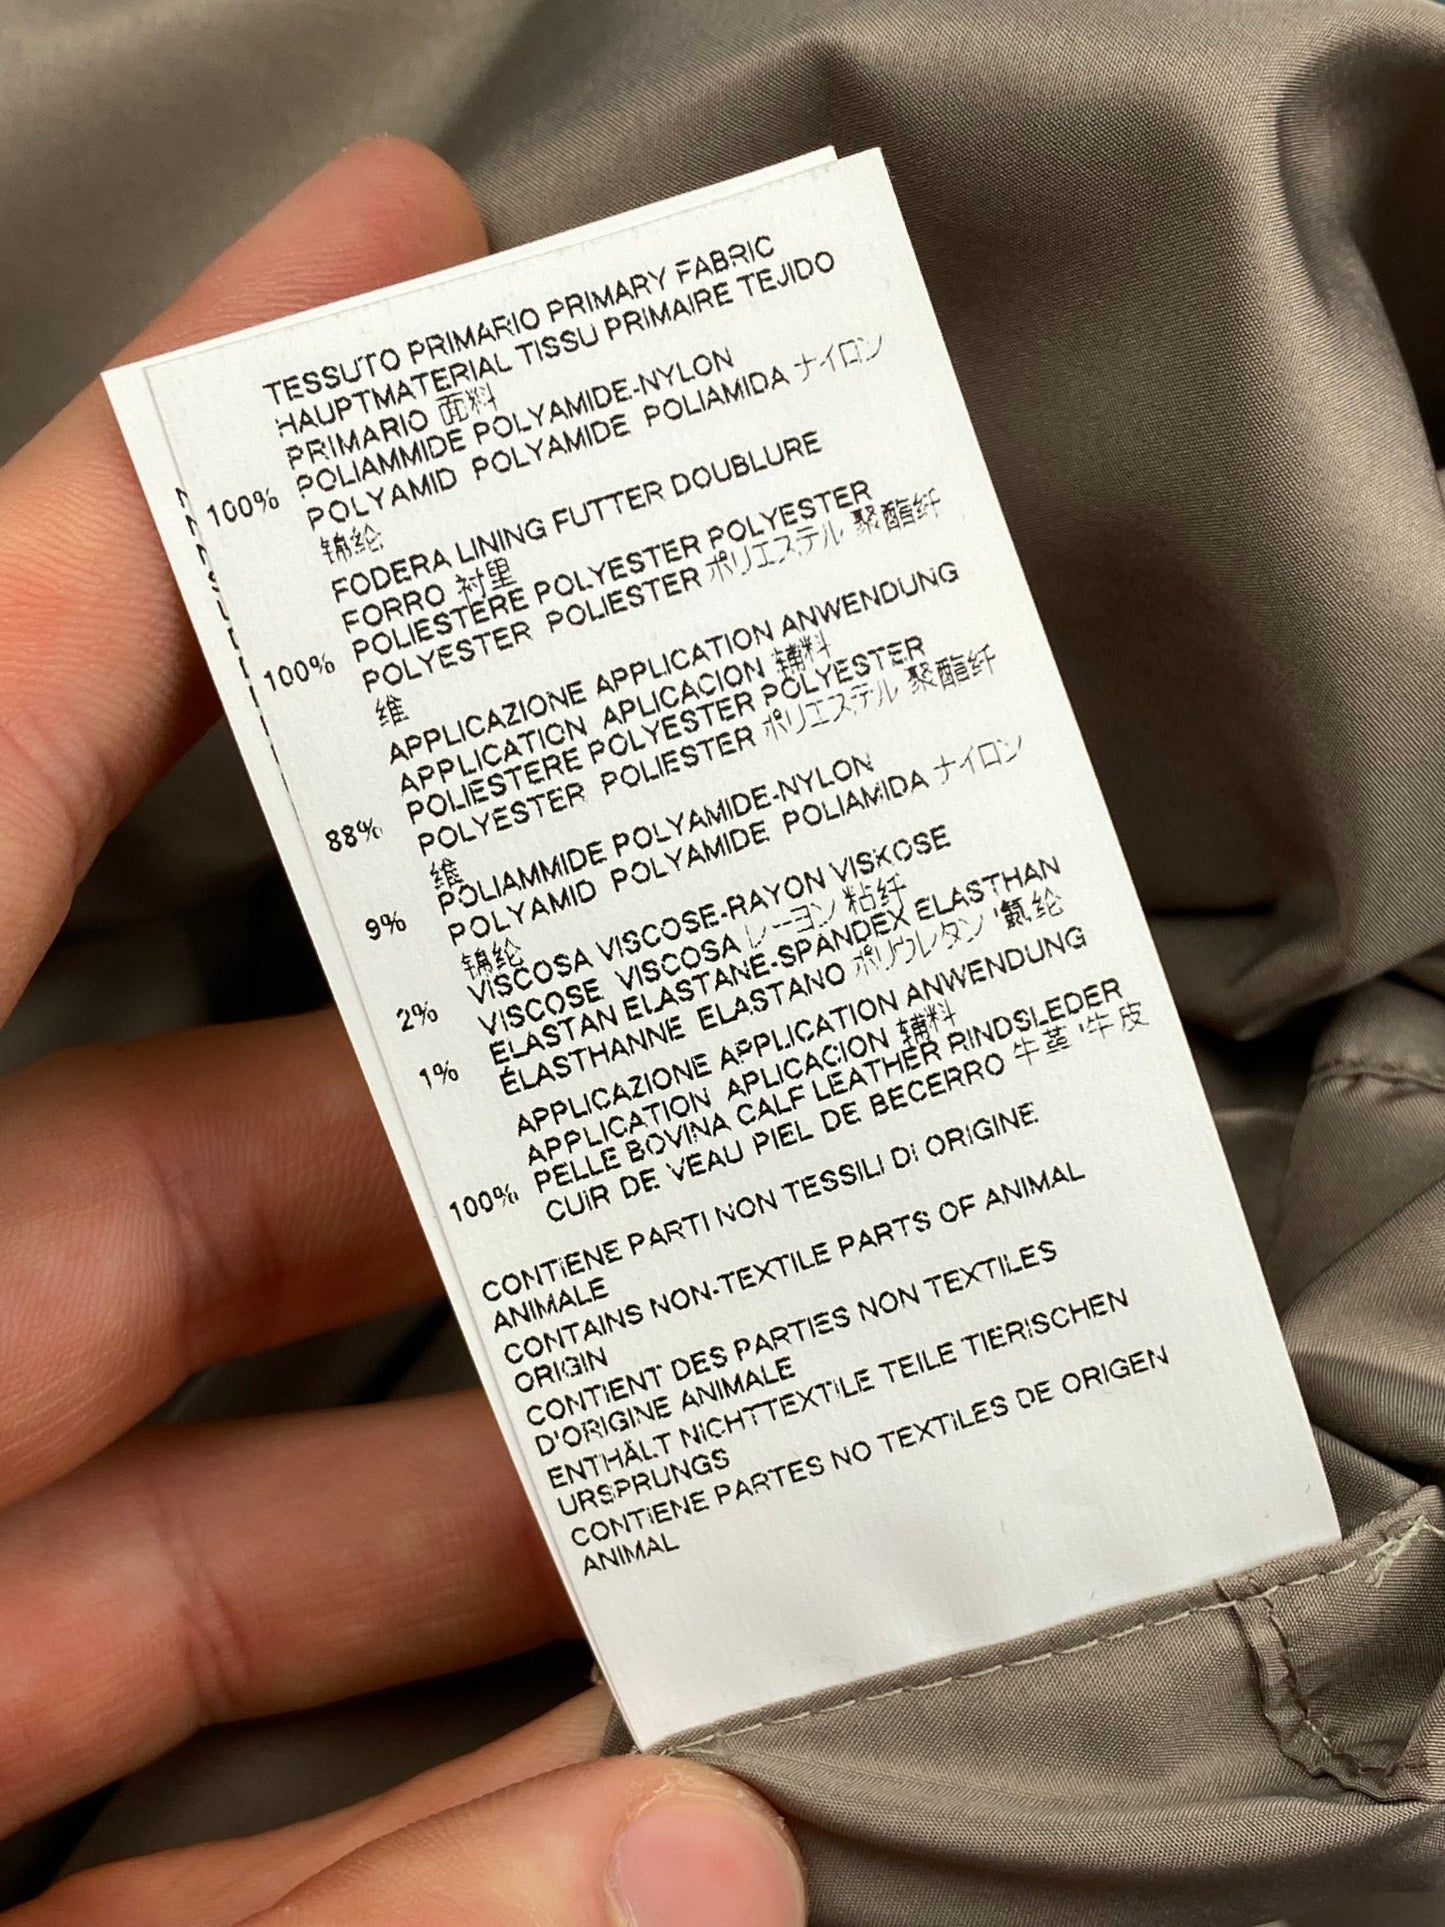 TESSUTO PRIMARIO PRIMARY FABRIC
HAUPTMATERIAL TISSU PRIMAIRE TEJIDO
PRIMARIO 面料
100% POLIAMMIDE POLYAMIDE-NYLON
POLYAMID POLYAMIDE POLIAMIDA ナイロン
锦纶
FODERA LINING FUTTER DOUBLURE
FORRO 衬里
100% POLIESTERE POLYESTER POLYESTER
POLYESTER POLIESTER ポリエステル 聚酯纤
维
APPLICAZIONE APPLICATION ANWENDUNG
APPLICATION APLICACION 辅料
88% POLIESTERE POLYESTER POLYESTER
POLYESTER POLIESTER ポリエステル 聚酯纤
维
9% POLIAMMIDE POLYAMIDE-NYLON
POLYAMID POLYAMIDE POLIAMIDA ナイロン
锦纶
2% VISCOSA VISCOSE-RAYON VISKOSE
VISCOSE VISCOSA レーヨン 粘纤
1% ELASTAN ELASTANE-SPANDEX ELASTHAN
ÉLASTHANNE ELASTANO ポリウレタン '氨纶
APPLICAZIONE APPLICATION ANWENDUNG
APPLICATION APLICACION 辅料
100% PELLE BOVINA CALF LEATHER RINDSLEDER
CUIR DE VEAU PIEL DE BECERRO 牛革 '牛皮
CONTIENE PARTI NON TESSILI DI ORIGINE
ANIMALE
CONTAINS NON-TEXTILE PARTS OF ANIMAL
ORIGIN
CONTIENT DES PARTIES NON TEXTILES
D'ORIGINE ANIMALE
ENTHÄLT NICHTTEXTILE TEILE TIERISCHEN
URSPRUNGS
CONTIENE PARTES NO TEXTILES DE ORIGEN
ANIMAL